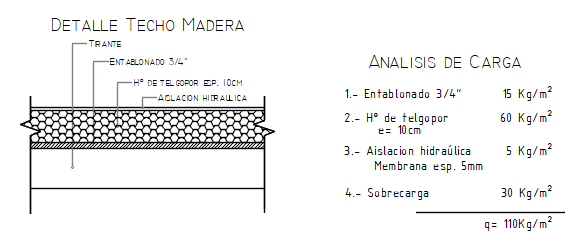 DETALLE TECHO MADERA
TIRANTE
ENTABLONADO 3/4"
Hº DE TELGOPOR ESP. 10CM
AISLACION HIDRAULICA
ANALISIS DE CARGA
1.- Entablonado 3/4" 15 Kg/m²
2.- Hº de telgopor 60 Kg/m²
e= 10cm
3.- Aislacion hidraúlica 5 Kg/m²
Membrana esp. 5mm
4.- Sobrecarga 30 Kg/m²
q= 110Kg/m²